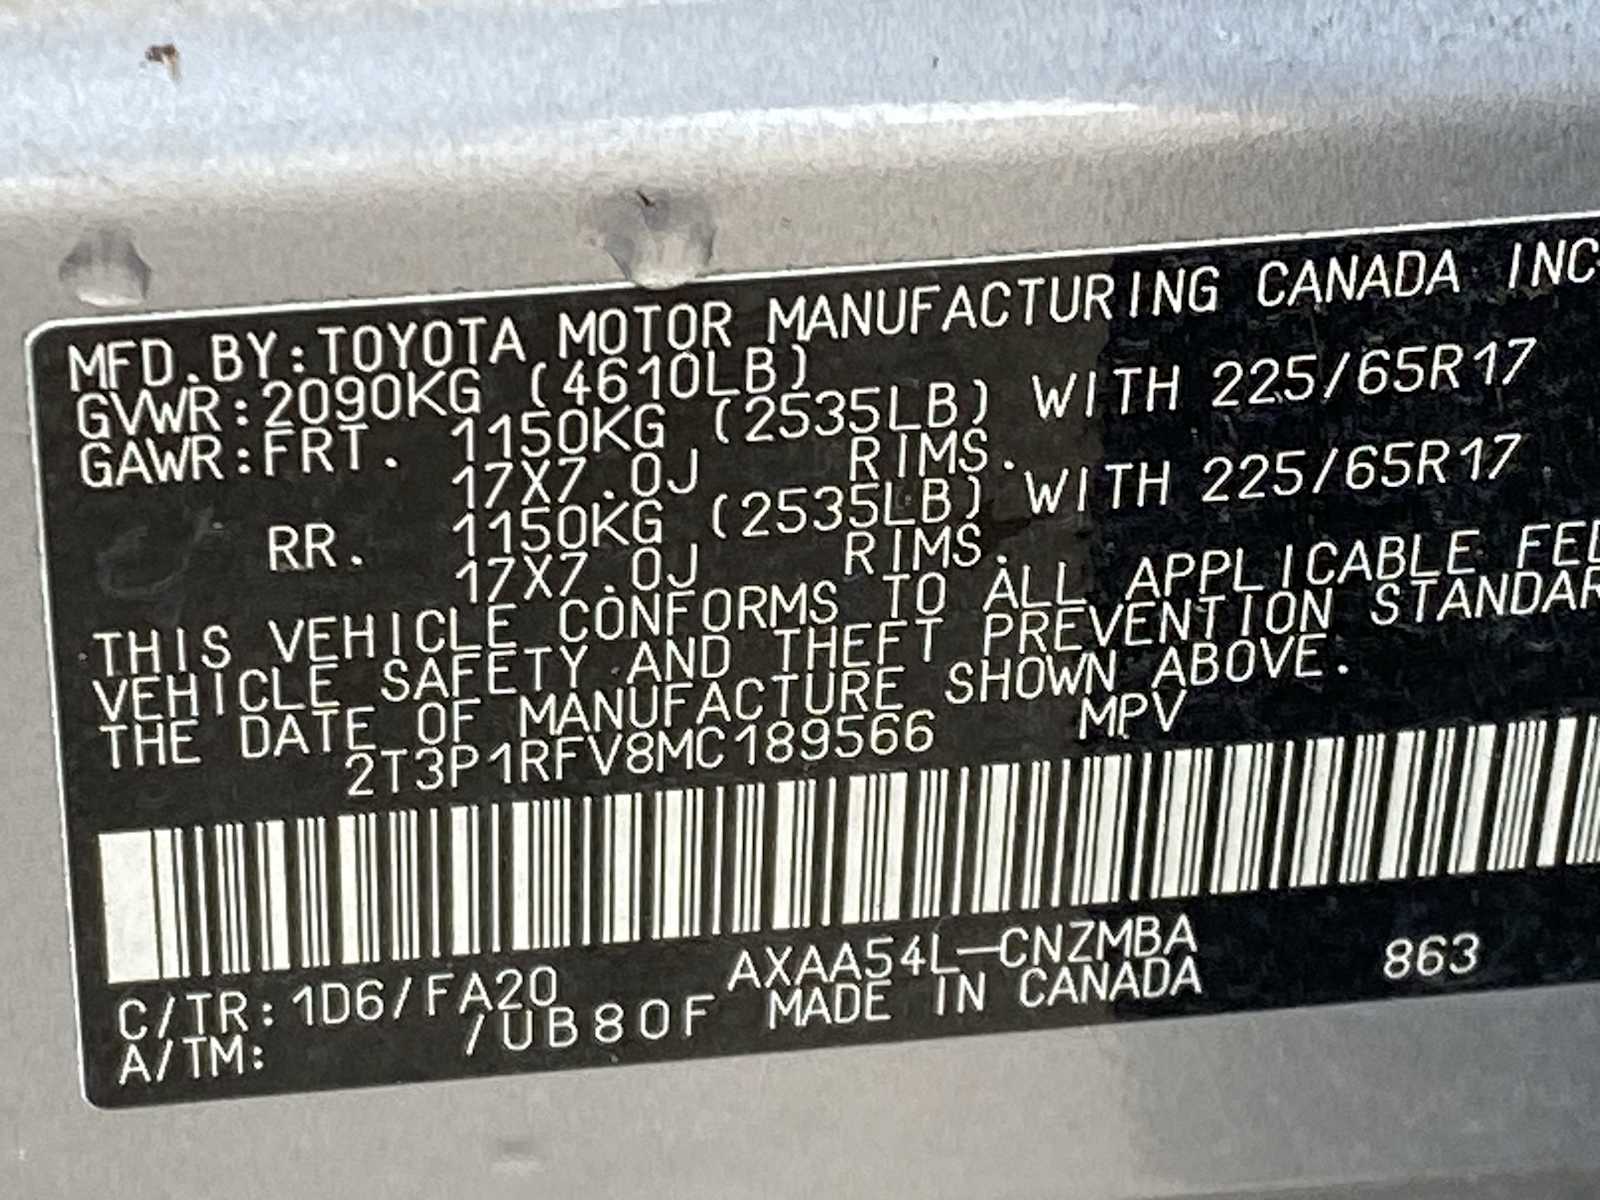 MFD.BY:TOYOTA MOTOR MANUFACTURING CANADA INC.
GVWR:2090KG (4610LB)
GAWR:FRT. 1150KG (2535LB) WITH 225/65R17
17X7.0J RIMS.
RR. 1150KG (2535LB) WITH 225/65R17
17X7.0J RIMS.
THIS VEHICLE CONFORMS TO ALL APPLICABLE
VEHICLE SAFETY AND THEFT PREVENTION
THE DATE OF MANUFACTURE SHOWN ABOVE.
2T3P1RFV8MC189566 MPV
C/TR: 1D6/FA20 AXAA54L-CNZMBA 863
A/TM: /UB80F MADE IN CANADA